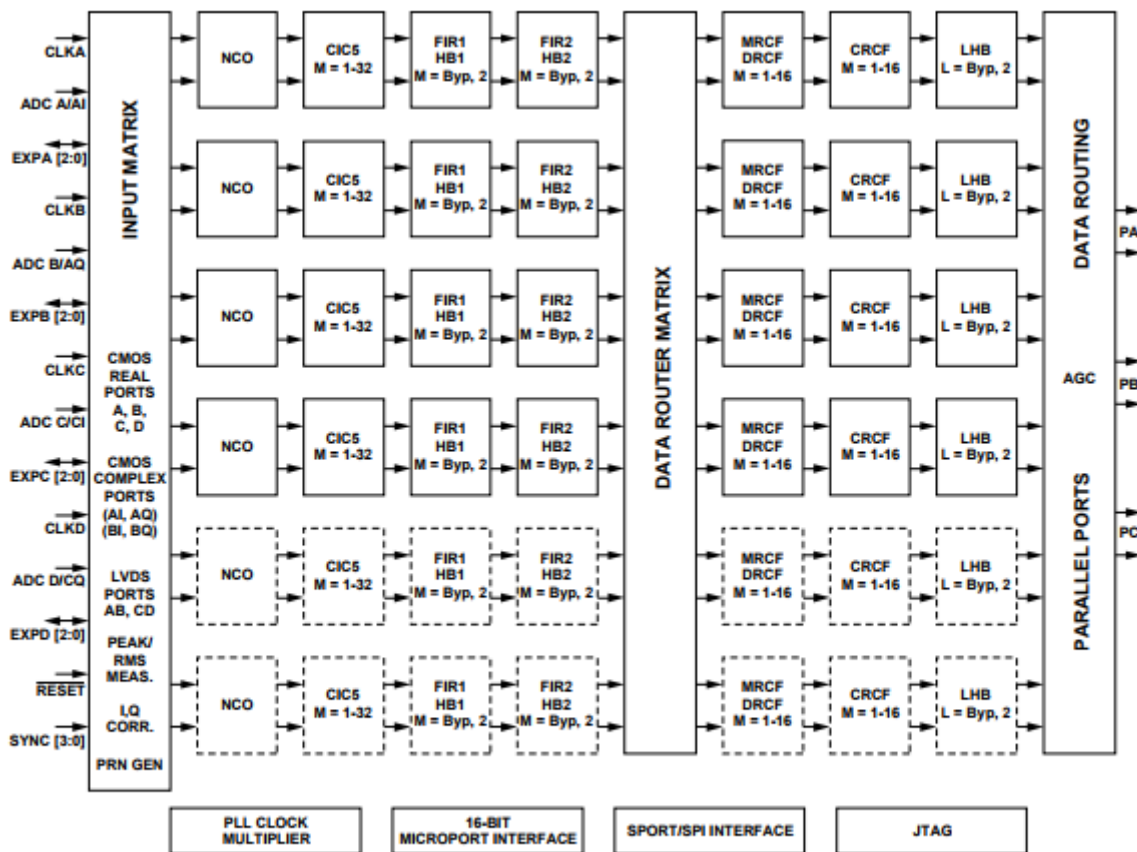 CLKA
ADC A/AI
EXPA [2:0]
CLKB
ADC B/AQ
EXPB [2:0]
CLKC
ADC C/CI
EXPC [2:0]
CLKD
ADC D/CQ
EXPD [2:0]
RESET
SYNC [3:0]
INPUT MATRIX
CMOS
REAL
PORTS
A, B,
C, D
CMOS
COMPLEX
PORTS
(AI, AQ)
(BI, BQ)
LVDS
PORTS
AB, CD
PEAK/
RMS
MEAS.
I,Q
CORR.
PRN GEN
NCO
CIC5
M = 1-32
FIR1
HB1
M = Byp, 2
FIR2
HB2
M = Byp, 2
NCO
CIC5
M = 1-32
FIR1
HB1
M = Byp, 2
FIR2
HB2
M = Byp, 2
NCO
CIC5
M = 1-32
FIR1
HB1
M = Byp, 2
FIR2
HB2
M = Byp, 2
NCO
CIC5
M = 1-32
FIR1
HB1
M = Byp, 2
FIR2
HB2
M = Byp, 2
NCO
CIC5
M = 1-32
FIR1
HB1
M = Byp, 2
FIR2
HB2
M = Byp, 2
NCO
CIC5
M = 1-32
FIR1
HB1
M = Byp, 2
FIR2
HB2
M = Byp, 2
DATA ROUTER MATRIX
MRCF
DRCF
M = 1-16
CRCF
M = 1-16
LHB
L = Byp, 2
MRCF
DRCF
M = 1-16
CRCF
M = 1-16
LHB
L = Byp, 2
MRCF
DRCF
M = 1-16
CRCF
M = 1-16
LHB
L = Byp, 2
MRCF
DRCF
M = 1-16
CRCF
M = 1-16
LHB
L = Byp, 2
MRCF
DRCF
M = 1-16
CRCF
M = 1-16
LHB
L = Byp, 2
MRCF
DRCF
M = 1-16
CRCF
M = 1-16
LHB
L = Byp, 2
DATA ROUTING
AGC
PARALLEL PORTS
PA
PB
PC
PLL CLOCK
MULTIPLIER
16-BIT
MICROPORT INTERFACE
SPORT/SPI INTERFACE
JTAG